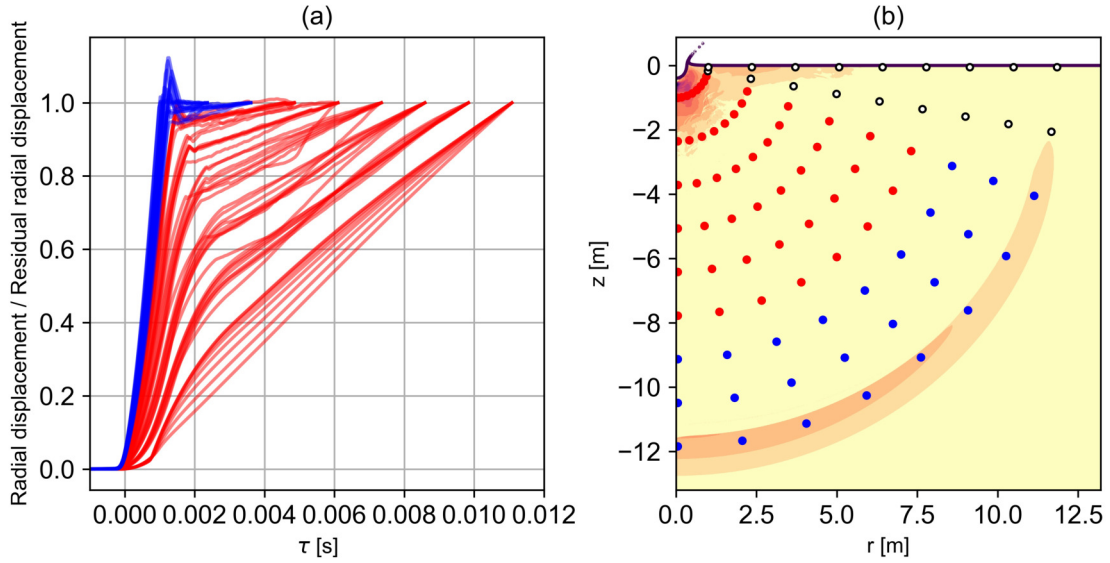 (a)
Radial displacement / Residual radial displacement
1.0
0.8
0.6
0.4
0.2
0.0
0.000 0.002 0.004 0.006 0.008 0.010 0.012
τ [s]
(b)
z [m]
0
−2
−4
−6
−8
−10
−12
0.0 2.5 5.0 7.5 10.0 12.5
r [m]